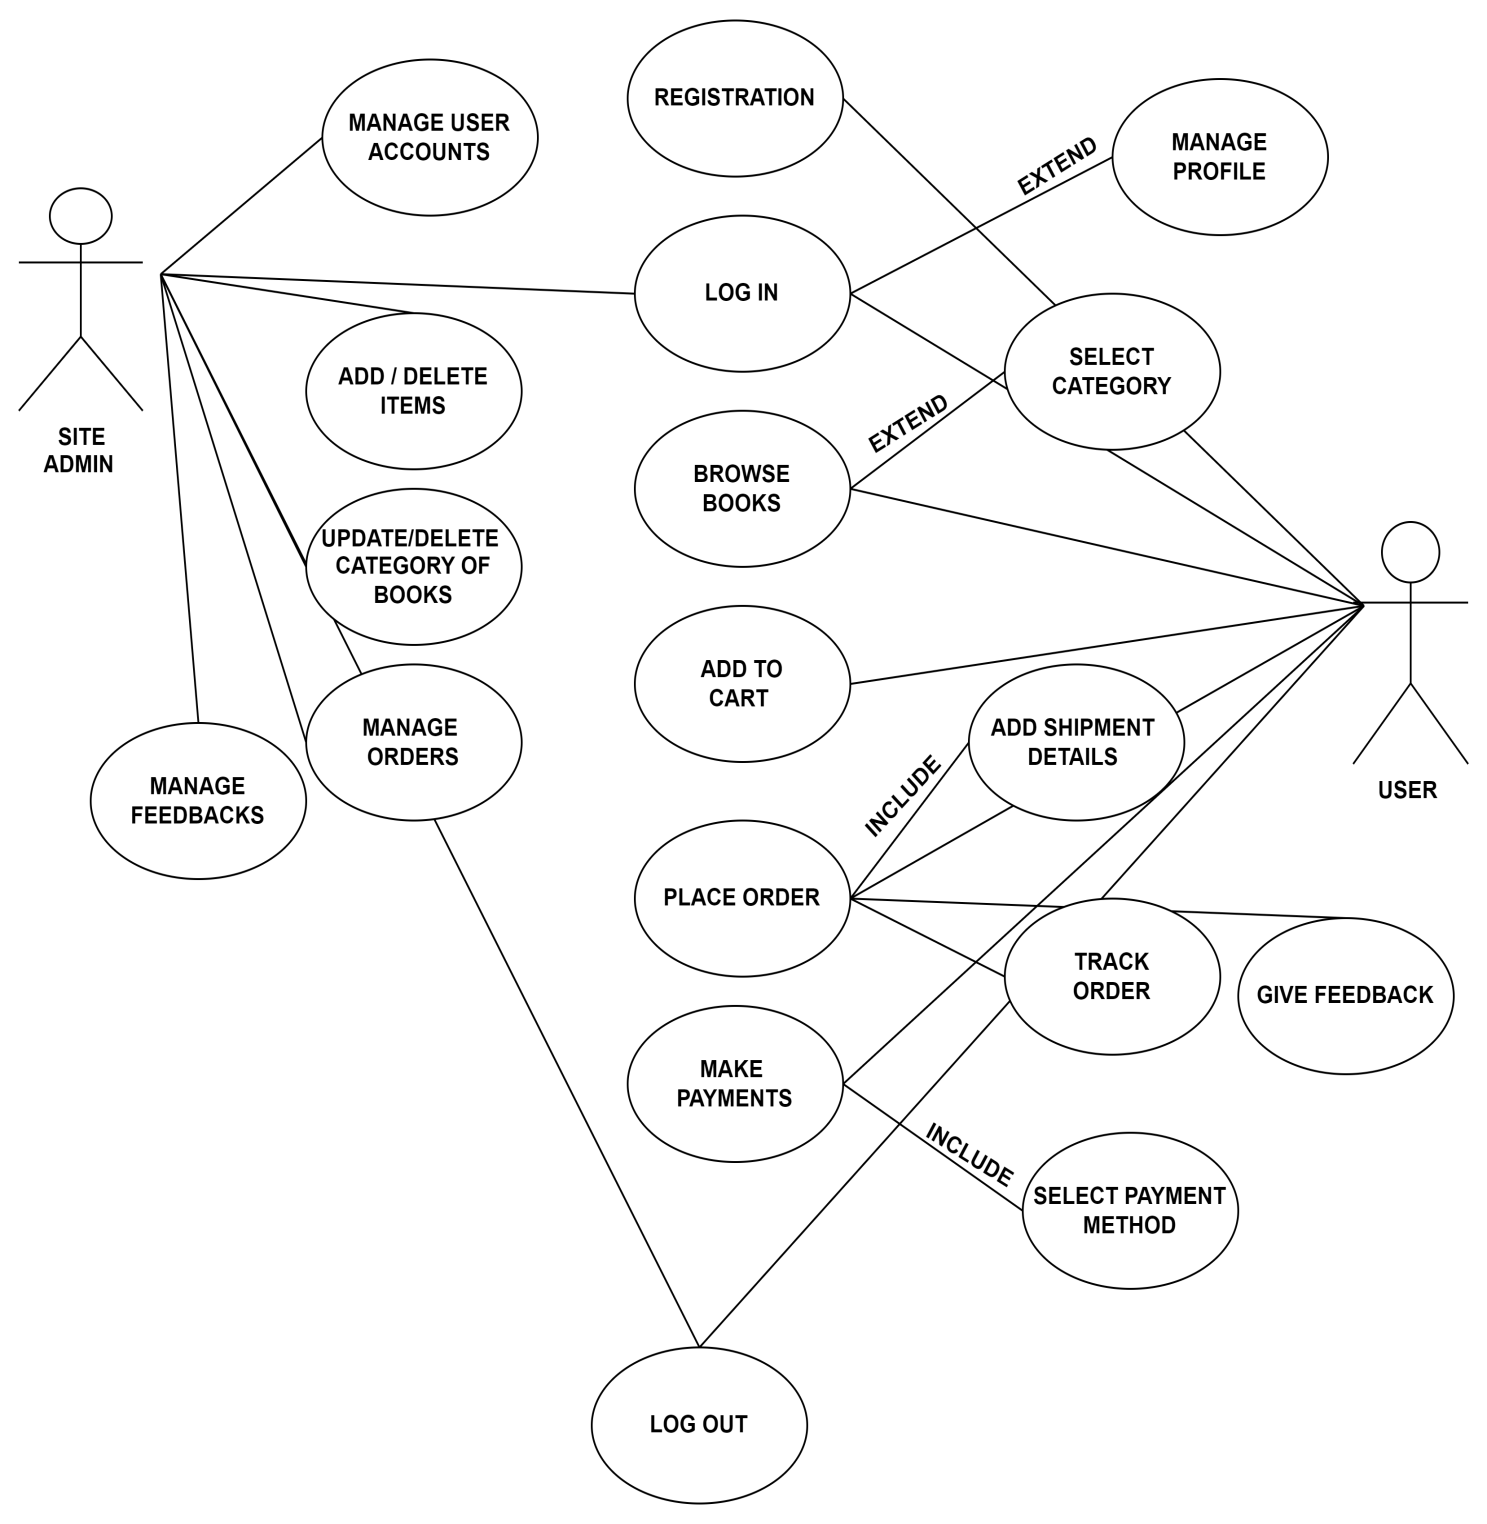 REGISTRATION
MANAGE USER
ACCOUNTS
MANAGE
PROFILE
EXTEND
LOG IN
SELECT
CATEGORY
ADD / DELETE
ITEMS
EXTEND
SITE
ADMIN
BROWSE
BOOKS
UPDATE/DELETE
CATEGORY OF
BOOKS
ADD TO
CART
MANAGE
ORDERS
ADD SHIPMENT
DETAILS
USER
MANAGE
FEEDBACKS
INCLUDE
PLACE ORDER
TRACK
ORDER
GIVE FEEDBACK
MAKE
PAYMENTS
INCLUDE
SELECT PAYMENT
METHOD
LOG OUT